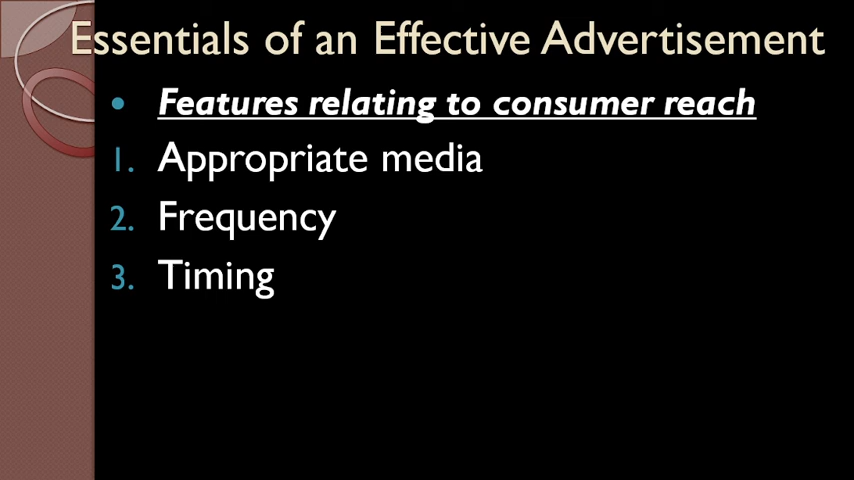 Essentials of an Effective Advertisement
• Features relating to consumer reach
1. Appropriate media
2. Frequency
3. Timing